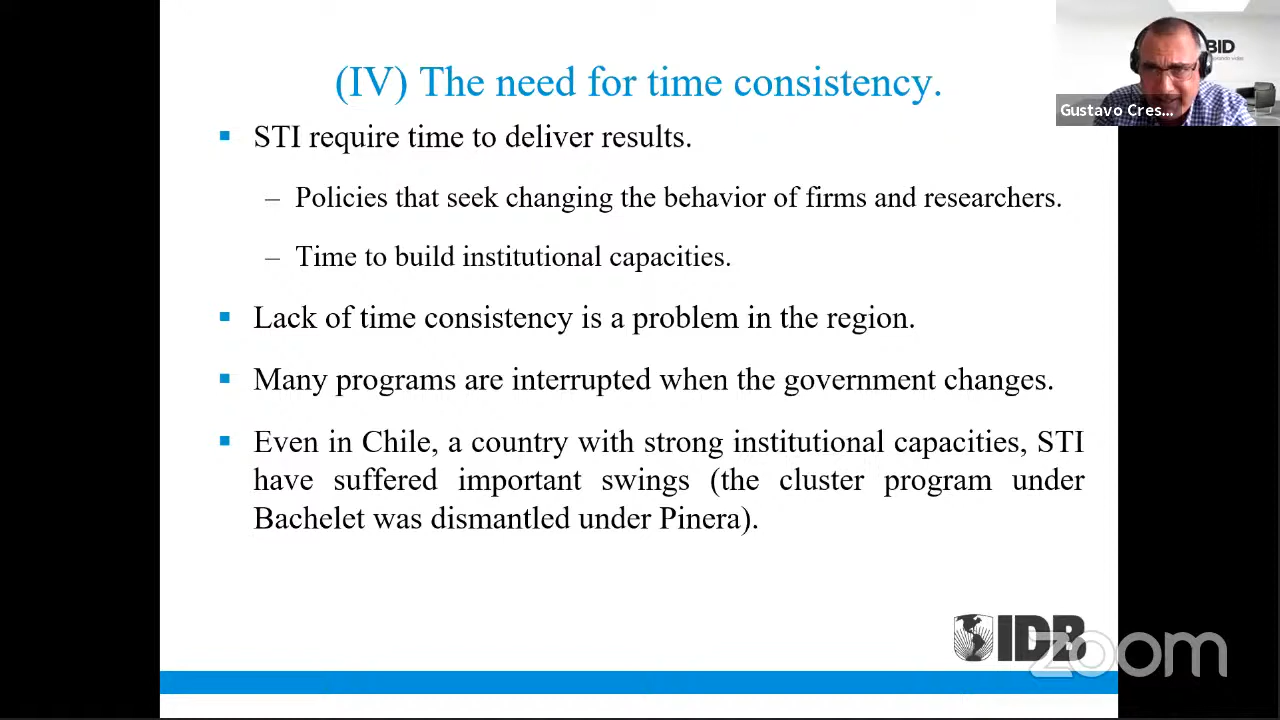 (IV) The need for time consistency.
▪ STI require time to deliver results.
– Policies that seek changing the behavior of firms and researchers.
– Time to build institutional capacities.
▪ Lack of time consistency is a problem in the region.
▪ Many programs are interrupted when the government changes.
▪ Even in Chile, a country with strong institutional capacities, STI
have suffered important swings (the cluster program under
Bachelet was dismantled under Pinera).
IDB
zoom
BID
Gustavo Cres...